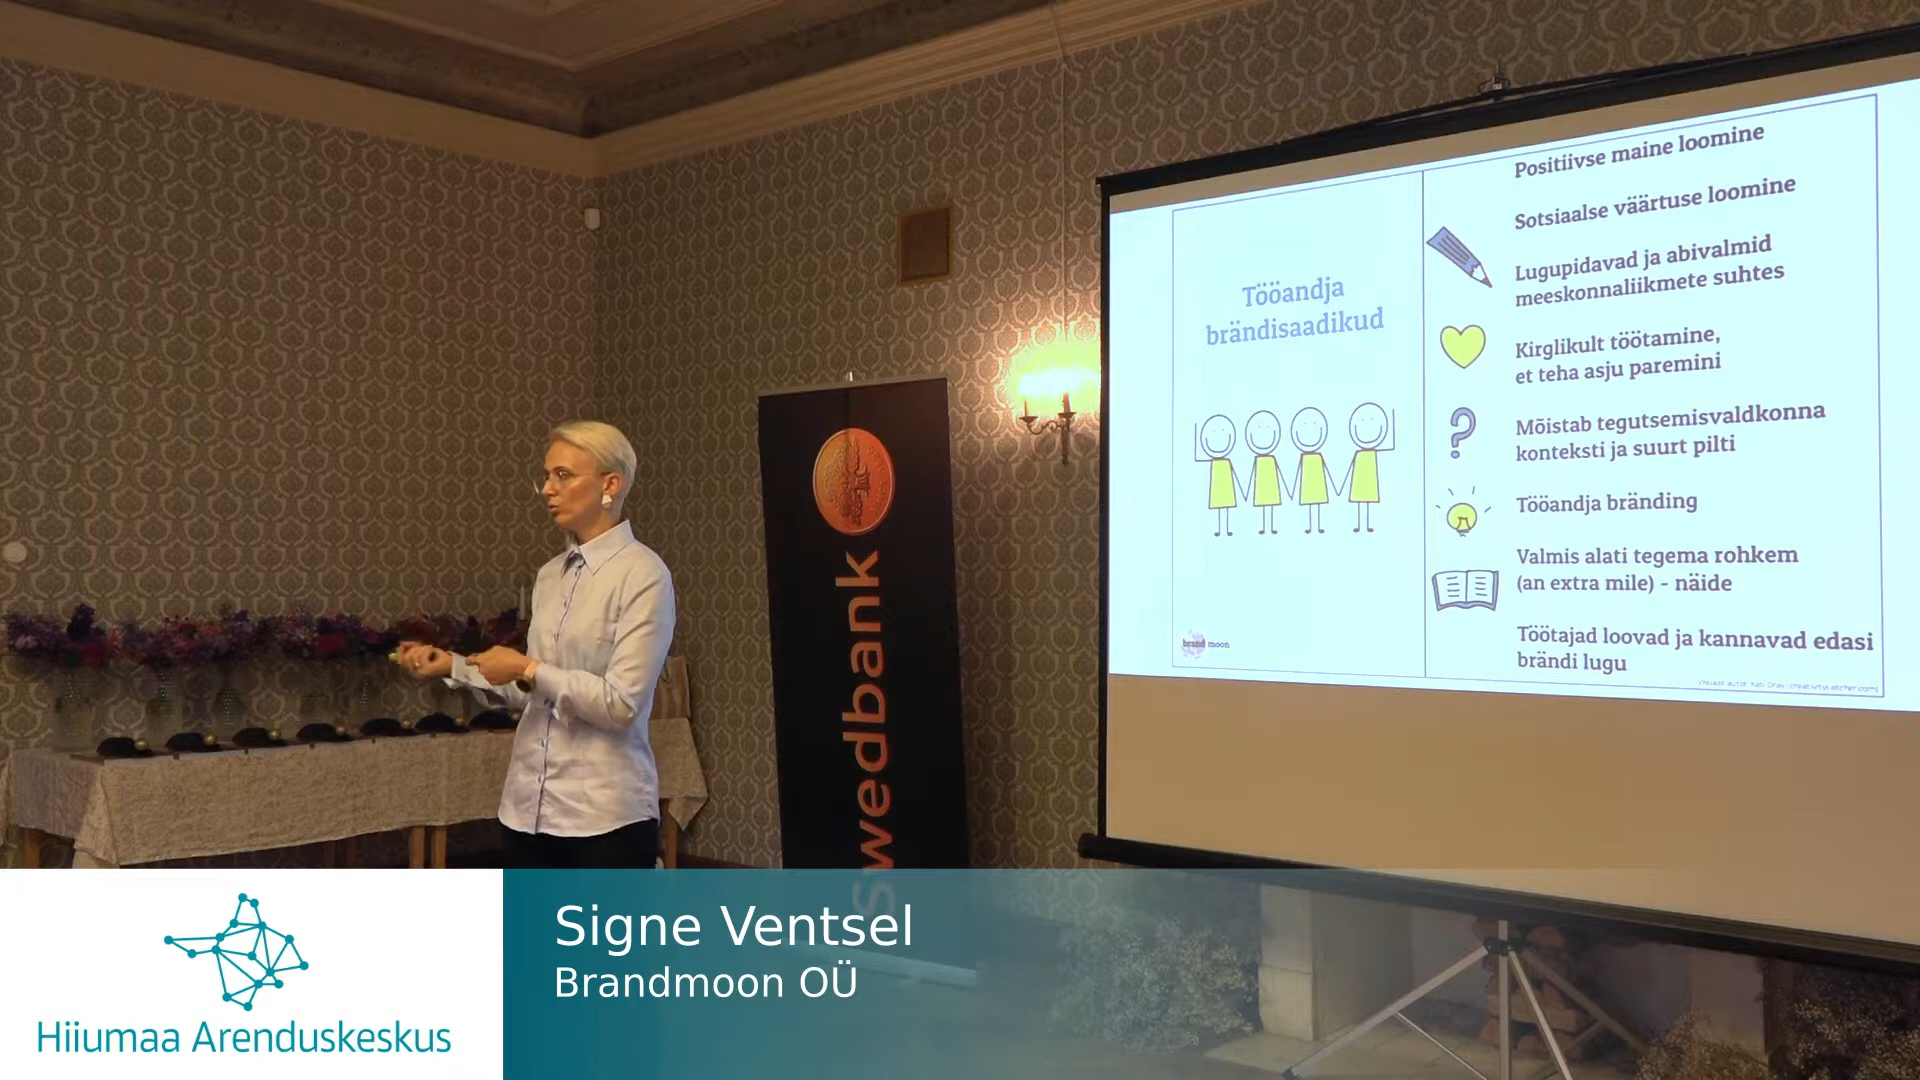 Positiivse maine loomine
Sotsiaalse väärtuse loomine
Lugupidavad ja abivalmid
meeskonnaliikmete suhtes
Tööandja
brändisaadikud
Kirglikult töötamine,
et teha asju paremini
Mõistab tegutsemisvaldkonna
konteksti ja suurt pilti
Tööandja bränding
Valmis alati tegema rohkem
(an extra mile) - näide
Töötajad loovad ja kannavad edasi
brändi lugu
brand moon
Swedbank
Signe Ventsel
Brandmoon OÜ
Hiiumaa Arenduskeskus